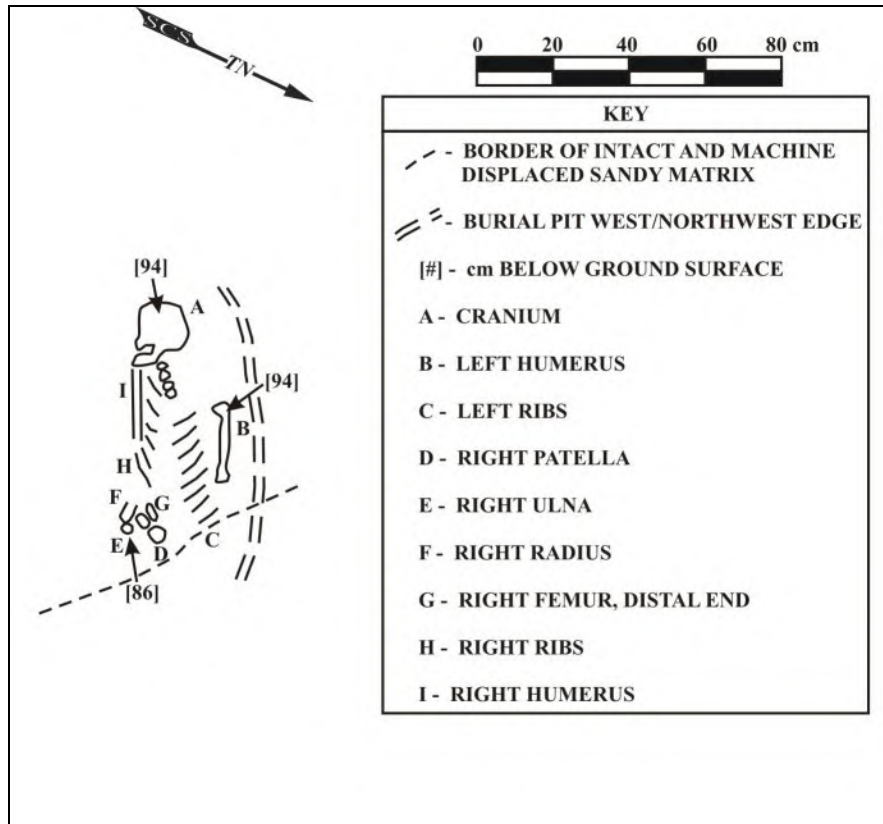 SCS
TN
0 20 40 60 80 cm
KEY
- BORDER OF INTACT AND MACHINE
DISPLACED SANDY MATRIX
- BURIAL PIT WEST/NORTHWEST EDGE
[#] - cm BELOW GROUND SURFACE
A - CRANIUM
B - LEFT HUMERUS
C - LEFT RIBS
D - RIGHT PATELLA
E - RIGHT ULNA
F - RIGHT RADIUS
G - RIGHT FEMUR, DISTAL END
H - RIGHT RIBS
I - RIGHT HUMERUS
[94]
A
I
[94]
B
H
F
G
E
D
C
[86]